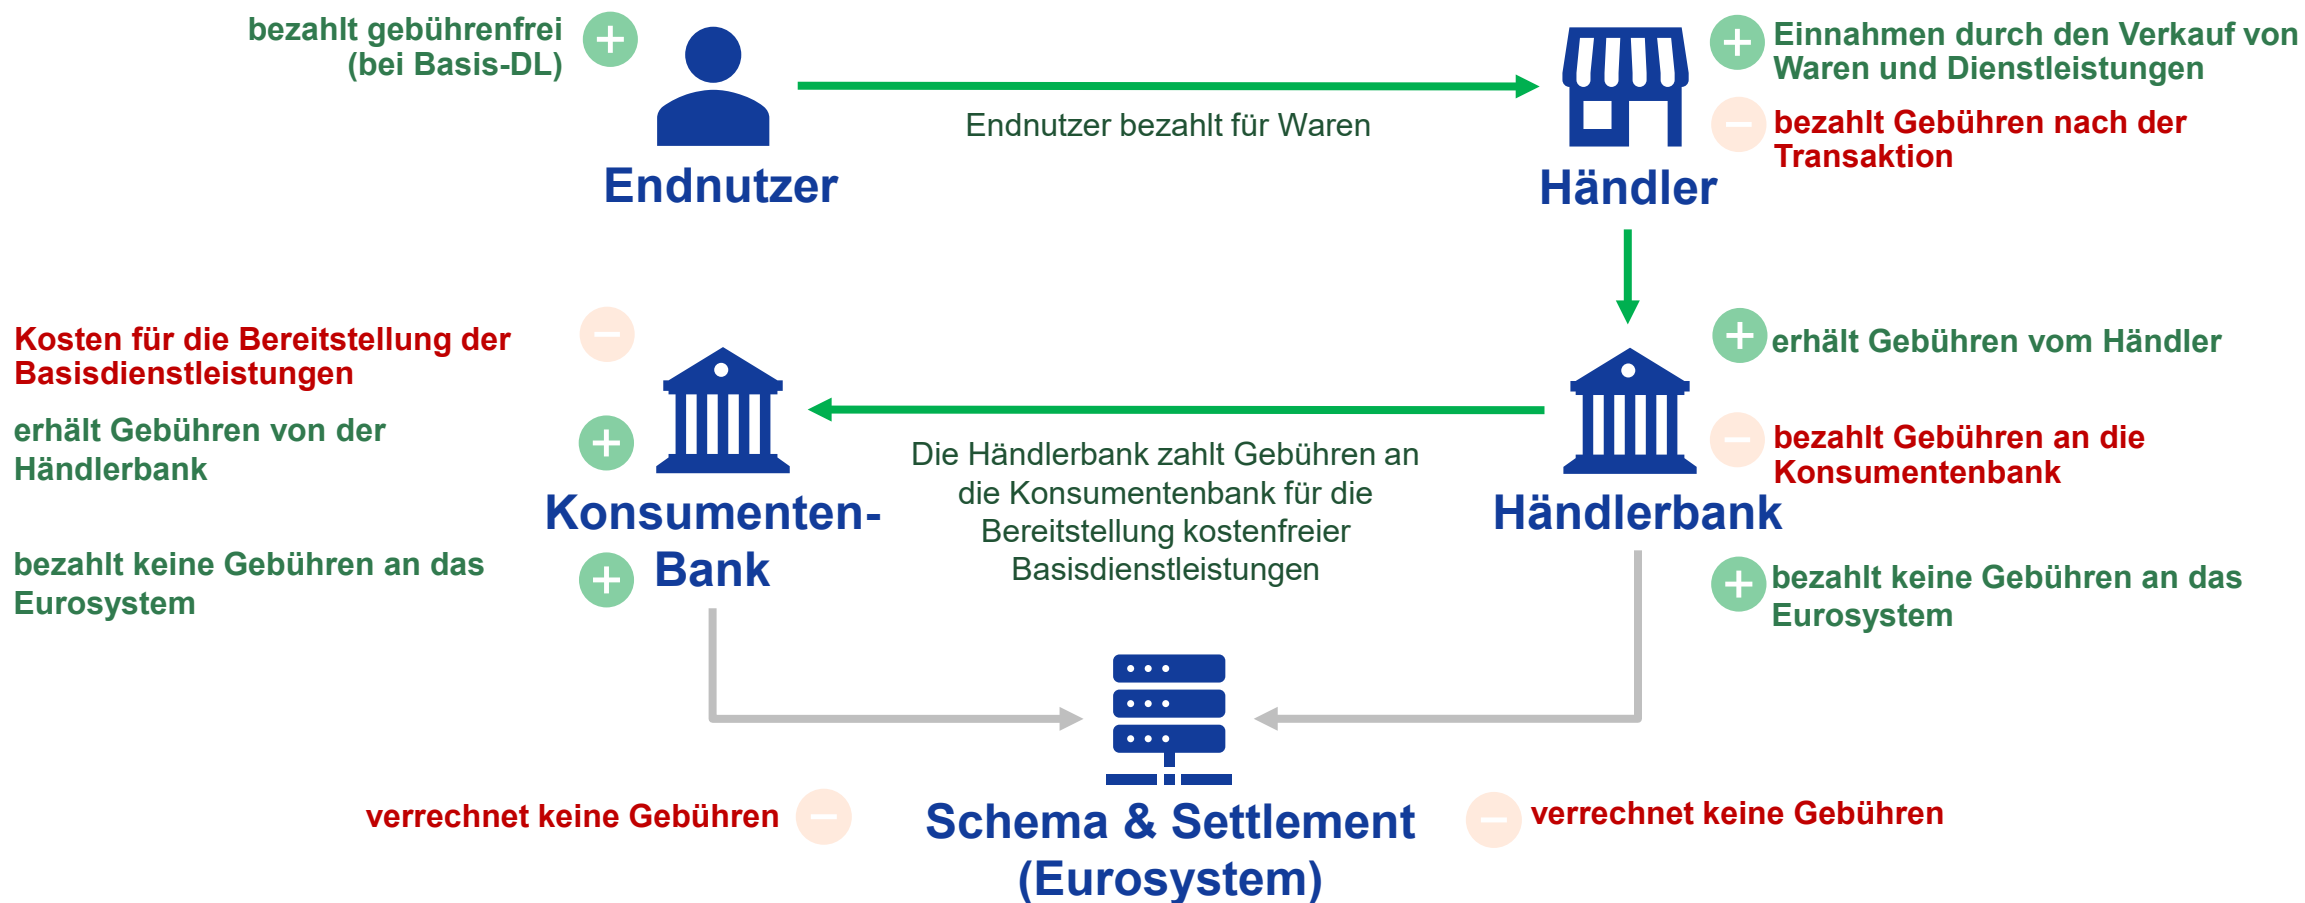 bezahlt gebührenfrei
(bei Basis-DL)
Endnutzer
Endnutzer bezahlt für Waren
Händler
Einnahmen durch den Verkauf von
Waren und Dienstleistungen
bezahlt Gebühren nach der
Transaktion
Kosten für die Bereitstellung der
Basisdienstleistungen
erhält Gebühren von der
Händlerbank
bezahlt keine Gebühren an das
Eurosystem
Konsumenten-
Bank
Die Händlerbank zahlt Gebühren an
die Konsumentenbank für die
Bereitstellung kostenfreier
Basisdienstleistungen
Händlerbank
erhält Gebühren vom Händler
bezahlt Gebühren an die
Konsumentenbank
bezahlt keine Gebühren an das
Eurosystem
verrechnet keine Gebühren
Schema & Settlement
(Eurosystem)
verrechnet keine Gebühren